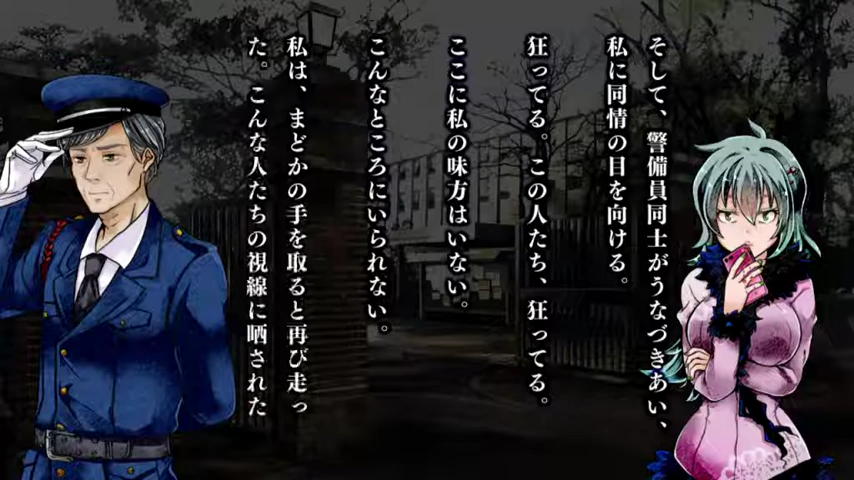 そして、警備員同士がうなづきあい、
私に同情の目を向ける。
狂ってる。この人たち、狂ってる。
ここに私の味方はいない。
こんなところにいられない。
私は、まどかの手を取ると再び走っ
た。こんな人たちの視線に晒された